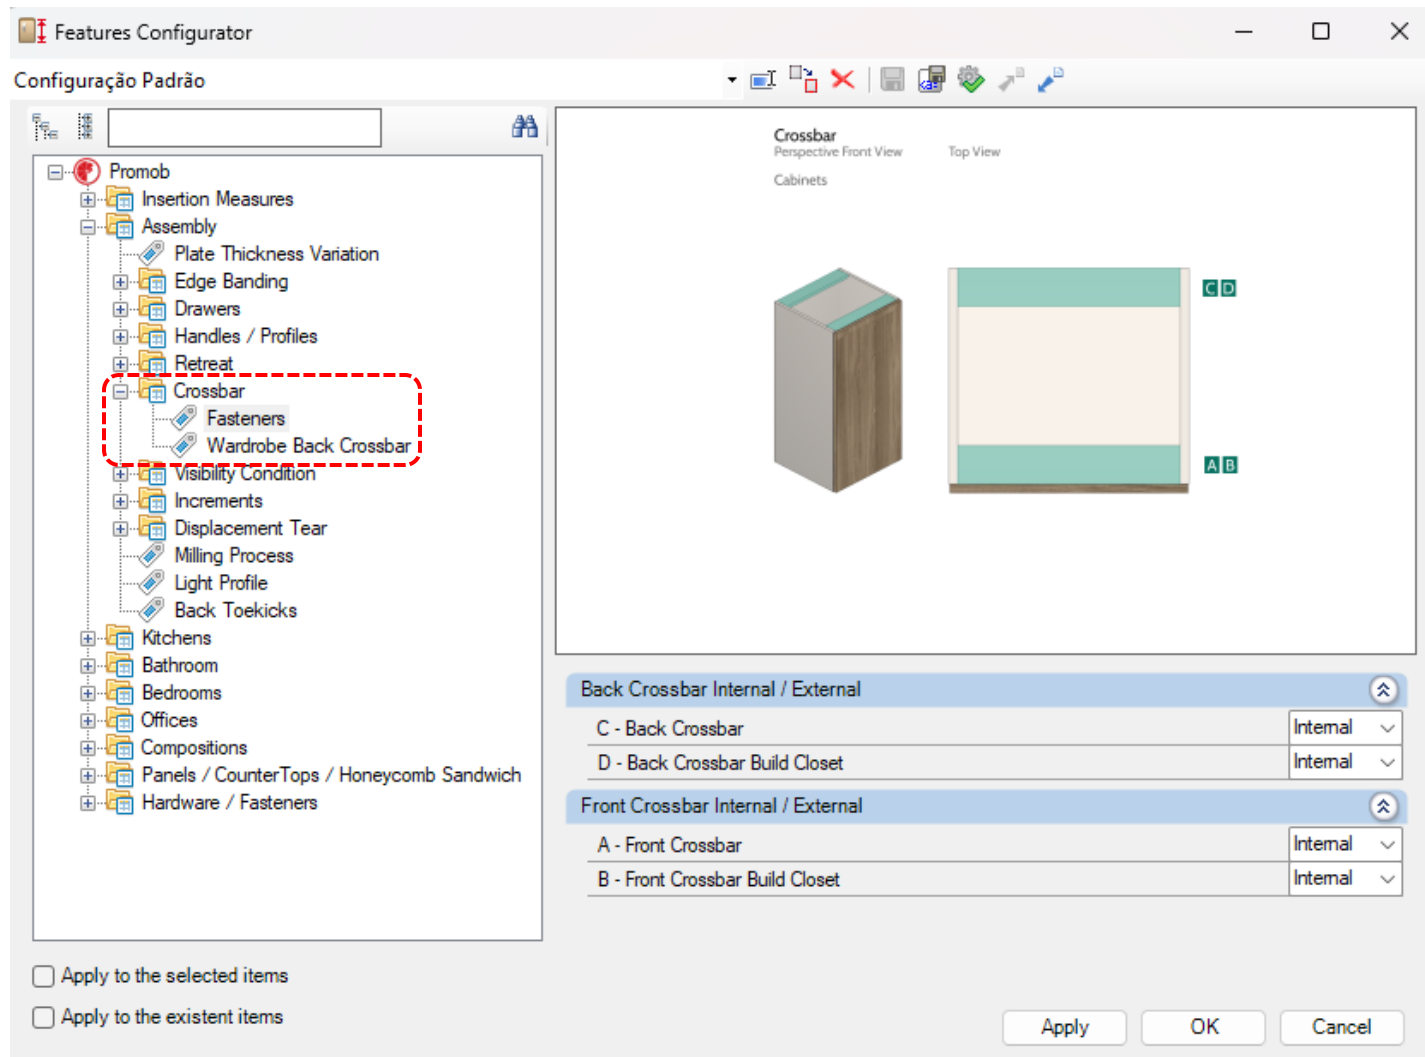 Features Configurator
Configuração Padrão
Promob
Insertion Measures
Assembly
Plate Thickness Variation
Edge Banding
Drawers
Handles / Profiles
Retreat
Crossbar
Fasteners
Wardrobe Back Crossbar
Visibility Condition
Increments
Displacement Tear
Milling Process
Light Profile
Back Toekicks
Kitchens
Bathroom
Bedrooms
Offices
Compositions
Panels / CounterTops / Honeycomb Sandwich
Hardware / Fasteners
Crossbar
Perspective Front View Top View
Cabinets
C D
A B
Back Crossbar Internal / External
C - Back Crossbar Internal
D - Back Crossbar Build Closet Internal
Front Crossbar Internal / External
A - Front Crossbar Internal
B - Front Crossbar Build Closet Internal
Apply to the selected items
Apply to the existent items
Apply OK Cancel